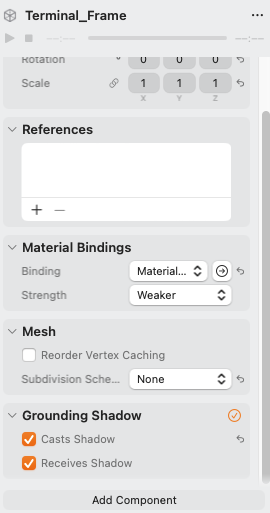 Terminal_Frame
--:--
--:--
Rotation 0 0 0
Scale 1 1 1
X Y Z
References
+ −
Material Bindings
Binding Material...
Strength Weaker
Mesh
Reorder Vertex Caching
Subdivision Sche... None
Grounding Shadow
Casts Shadow
Receives Shadow
Add Component